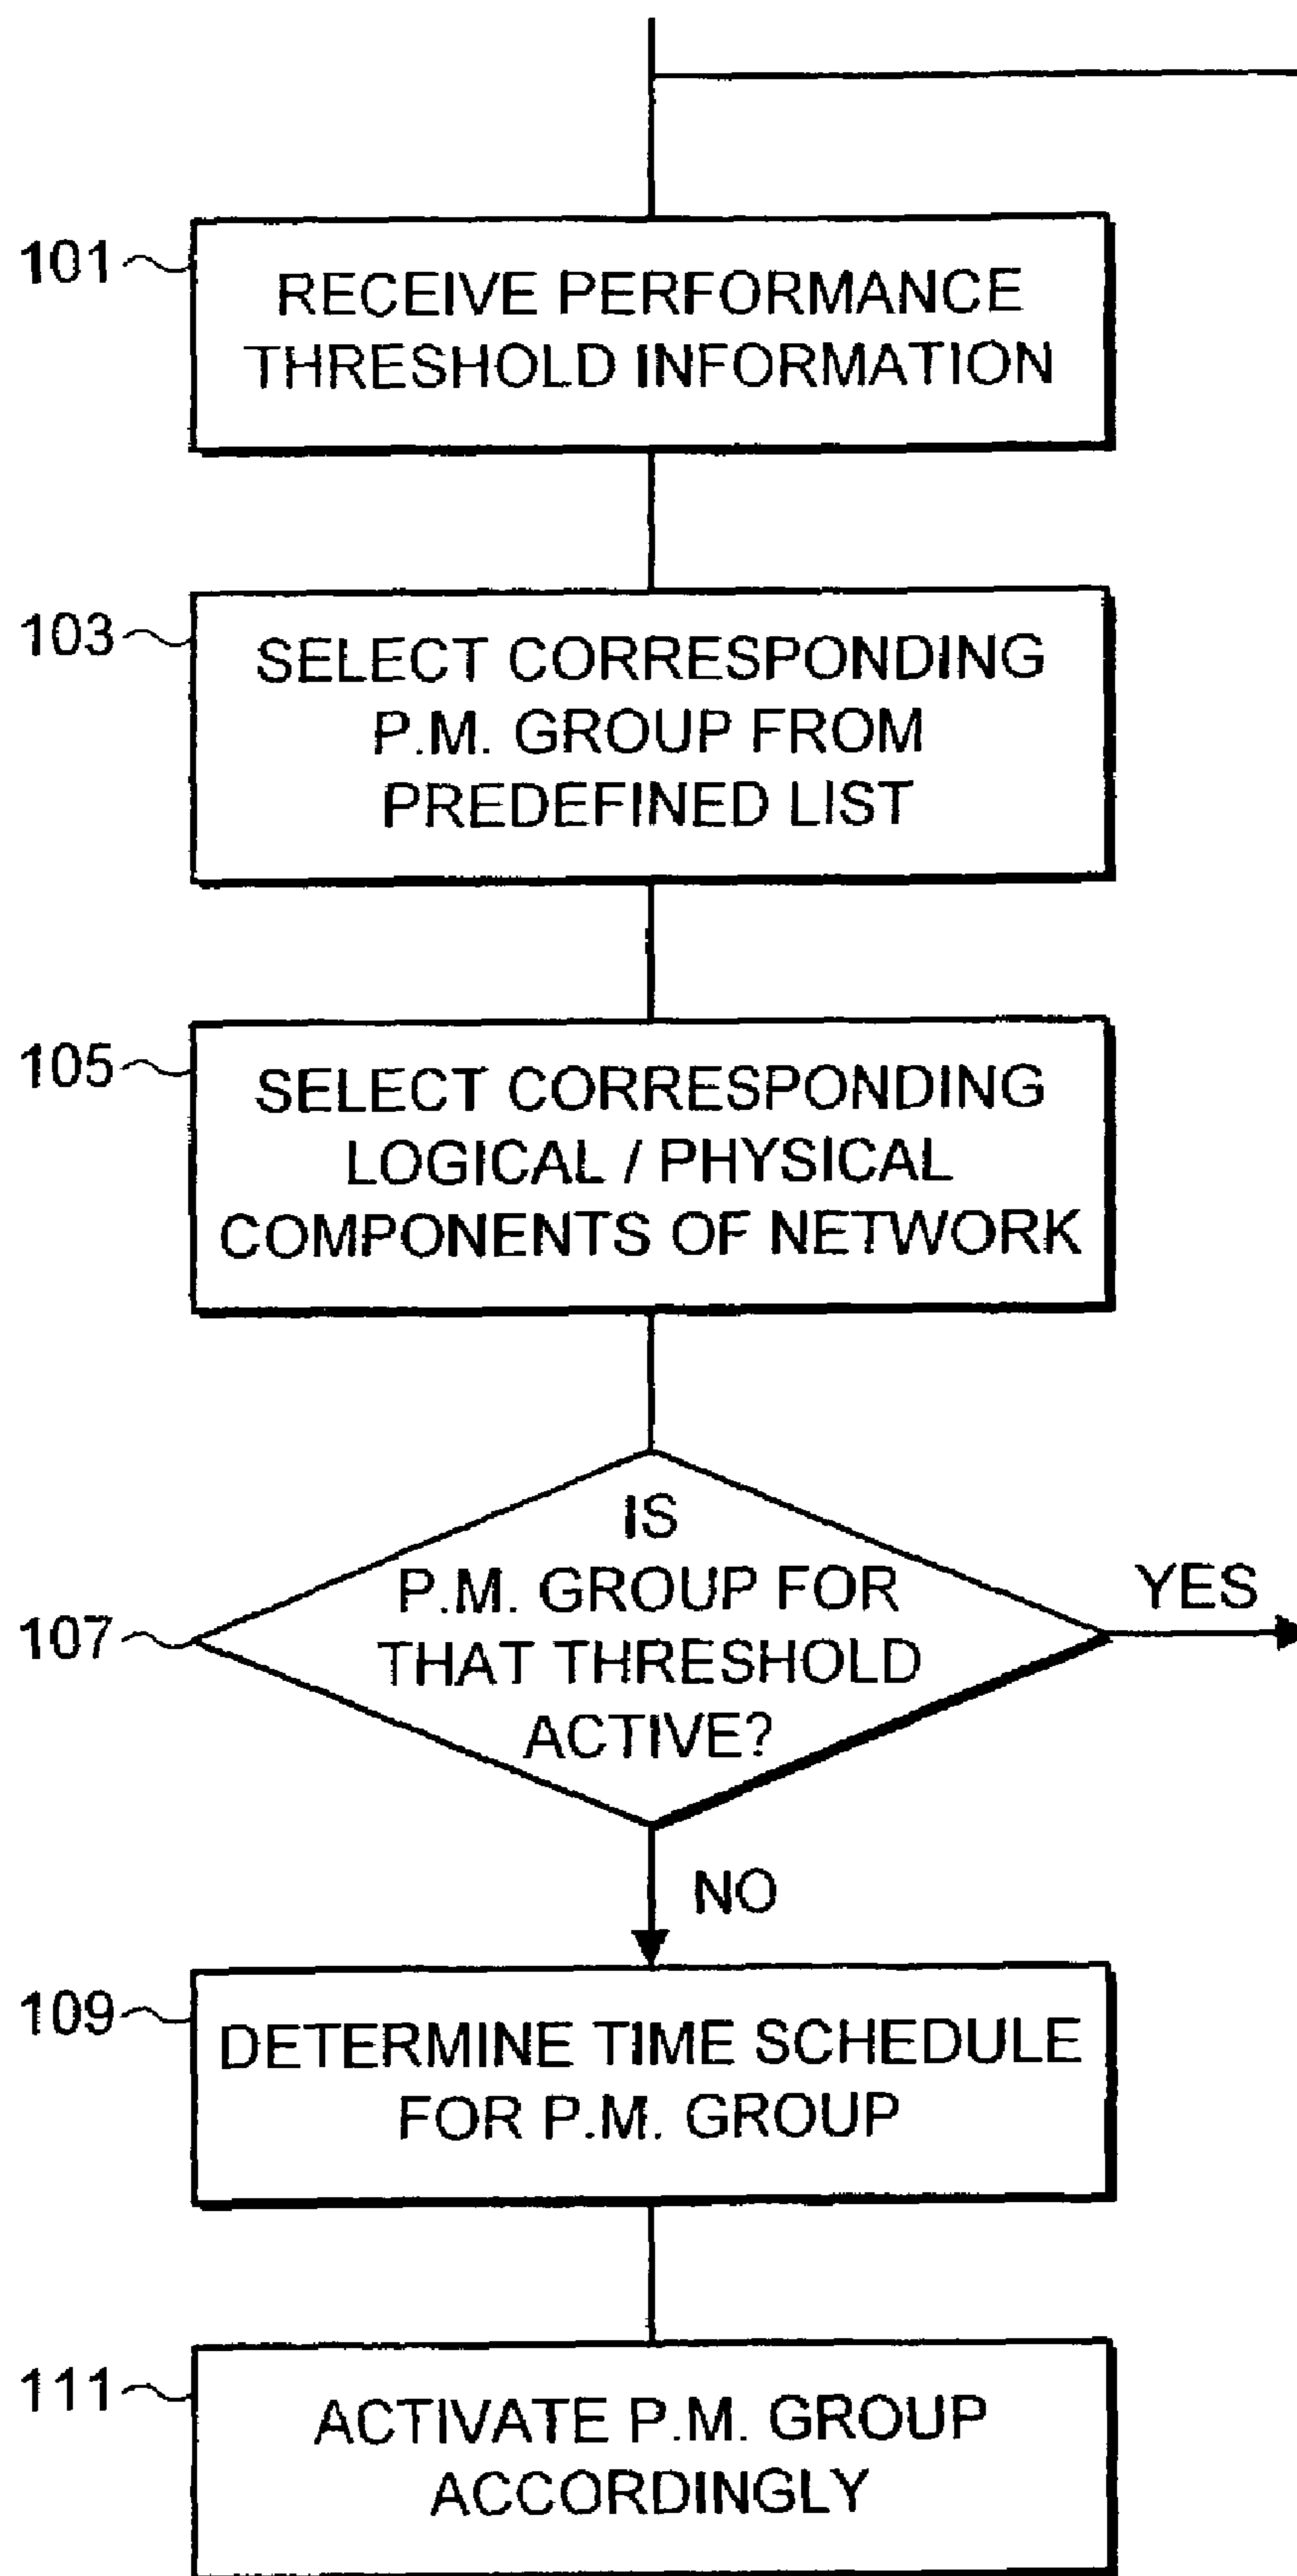 101
RECEIVE PERFORMANCE
THRESHOLD INFORMATION
103
SELECT CORRESPONDING
P.M. GROUP FROM
PREDEFINED LIST
105
SELECT CORRESPONDING
LOGICAL / PHYSICAL
COMPONENTS OF NETWORK
107
IS
P.M. GROUP FOR
THAT THRESHOLD
ACTIVE?
YES
NO
109
DETERMINE TIME SCHEDULE
FOR P.M. GROUP
111
ACTIVATE P.M. GROUP
ACCORDINGLY